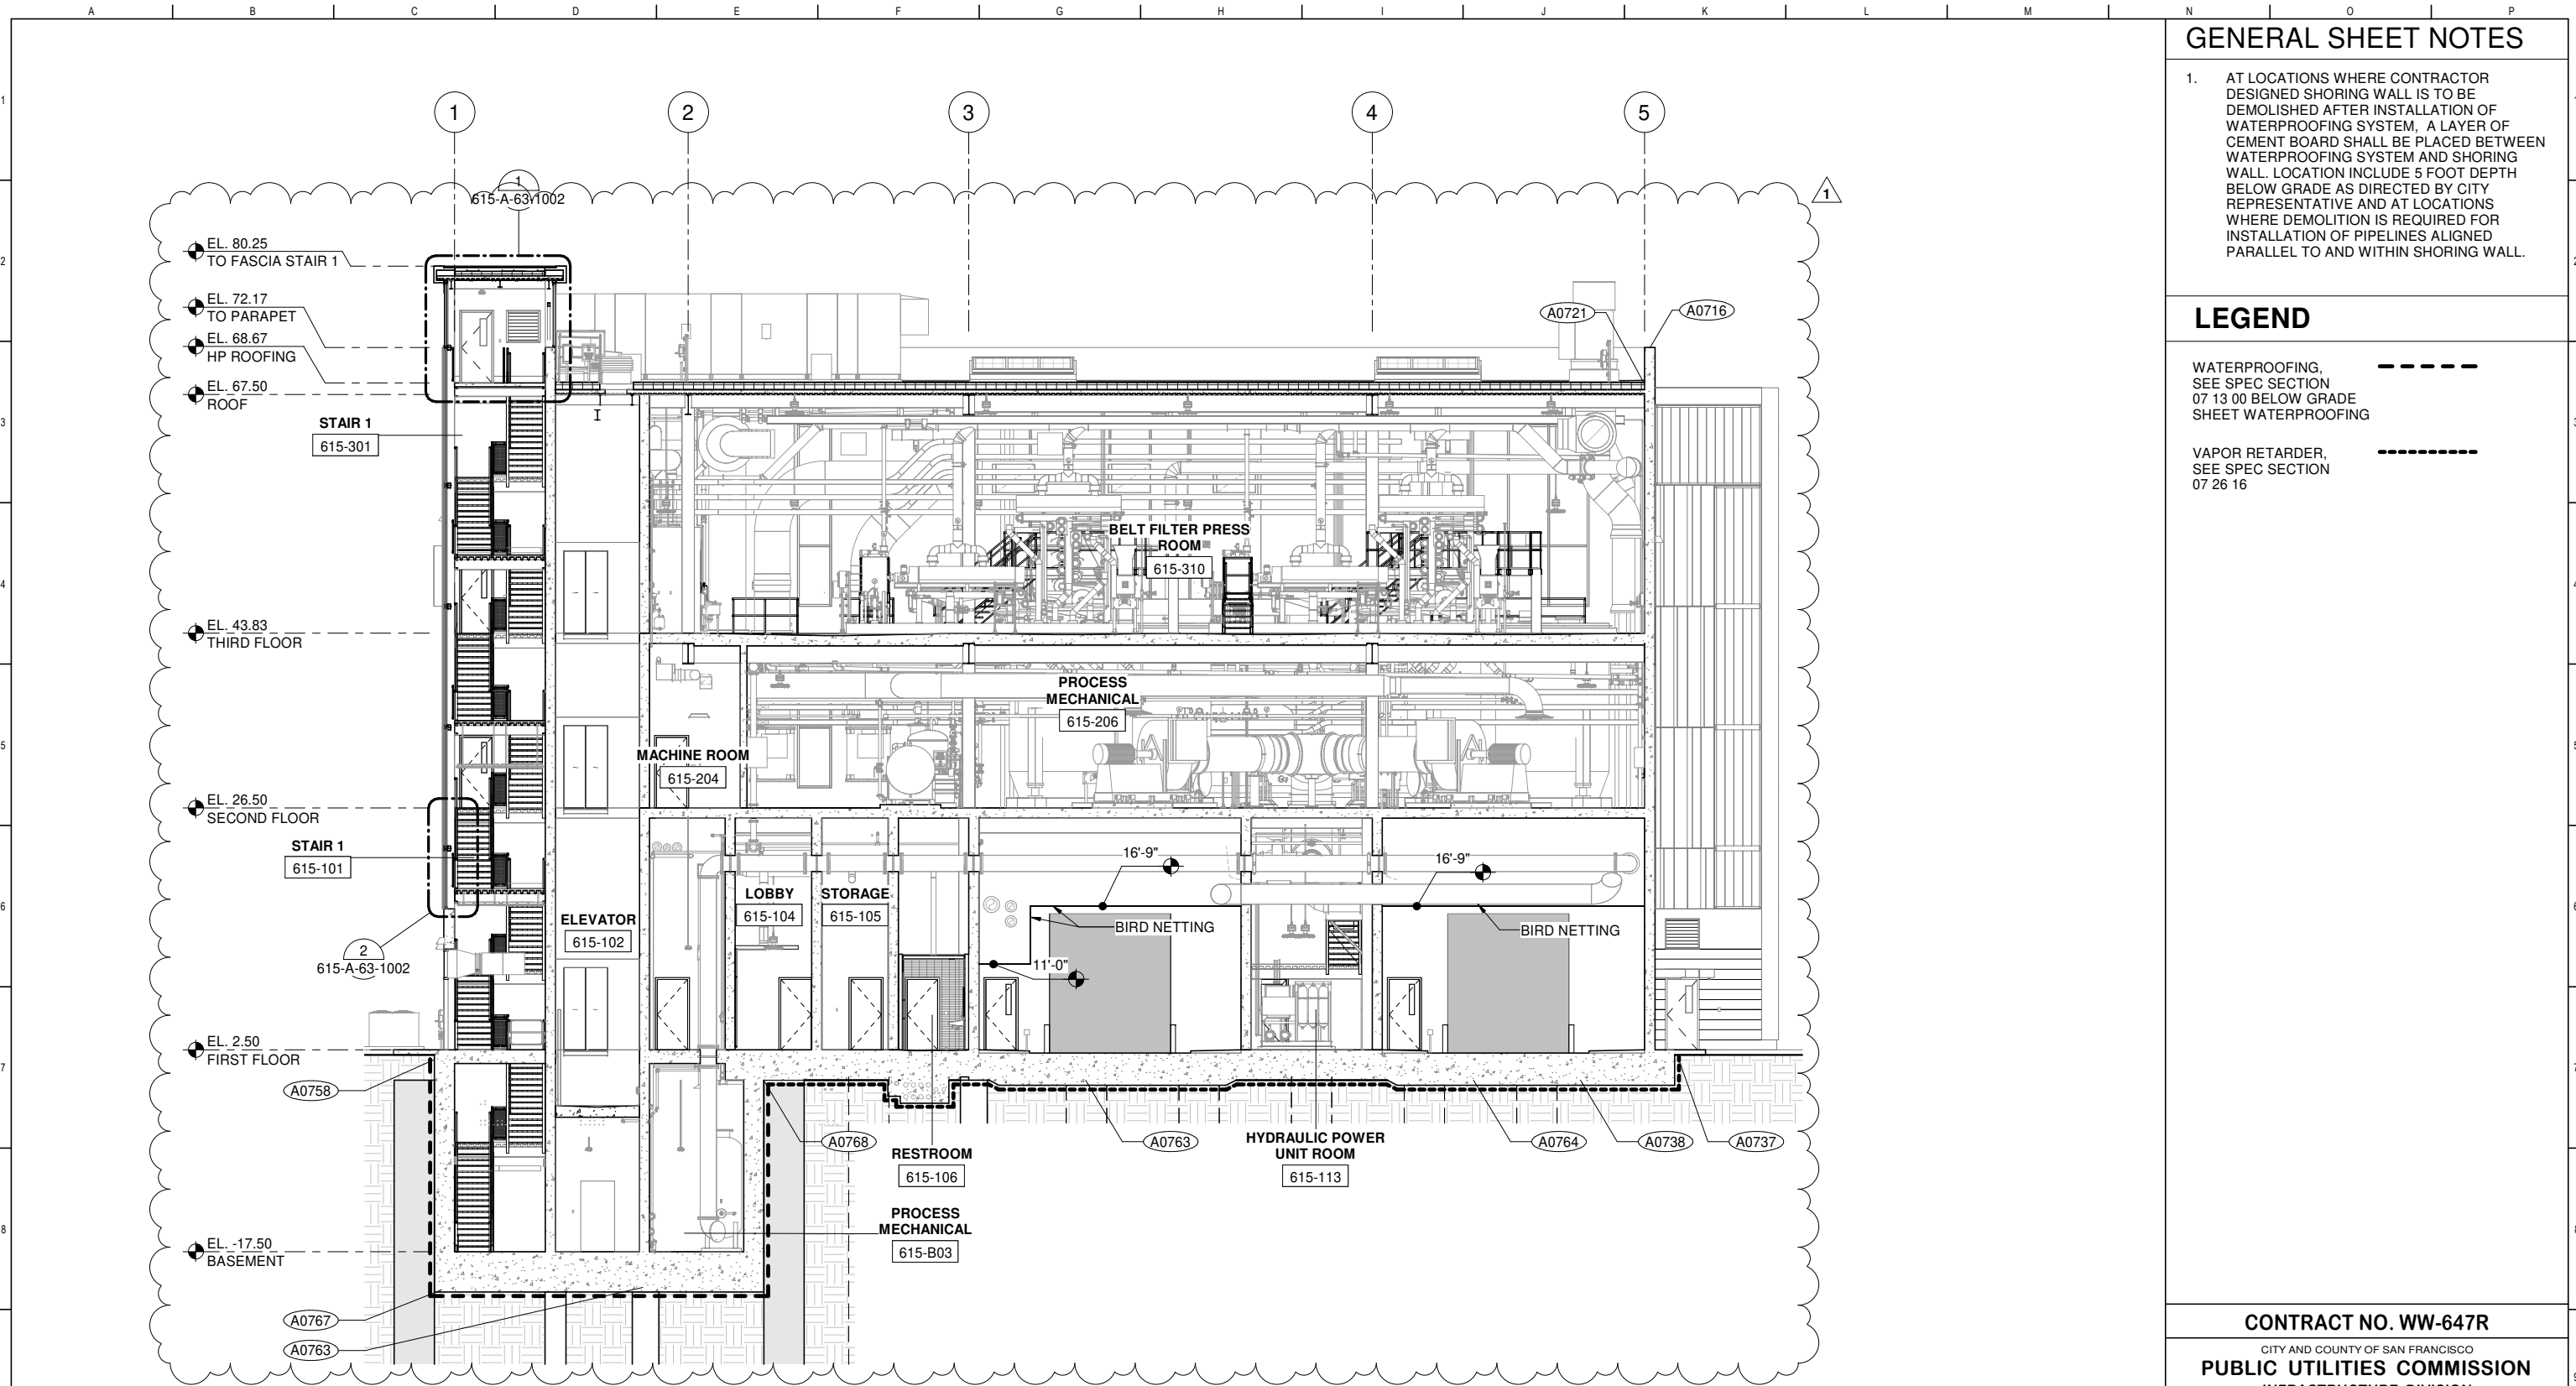 A B C D E F G H I J K L M N O P
GENERAL SHEET NOTES
1. AT LOCATIONS WHERE CONTRACTOR
DESIGNED SHORING WALL IS TO BE
DEMOLISHED AFTER INSTALLATION OF
WATERPROOFING SYSTEM, A LAYER OF
CEMENT BOARD SHALL BE PLACED BETWEEN
WATERPROOFING SYSTEM AND SHORING
WALL. LOCATION INCLUDE 5 FOOT DEPTH
BELOW GRADE AS DIRECTED BY CITY
REPRESENTATIVE AND AT LOCATIONS
WHERE DEMOLITION IS REQUIRED FOR
INSTALLATION OF PIPELINES ALIGNED
PARALLEL TO AND WITHIN SHORING WALL.
LEGEND
WATERPROOFING,
SEE SPEC SECTION
07 13 00 BELOW GRADE
SHEET WATERPROOFING
VAPOR RETARDER,
SEE SPEC SECTION
07 26 16
CONTRACT NO. WW-647R
CITY AND COUNTY OF SAN FRANCISCO
PUBLIC UTILITIES COMMISSION
1
2
3
4
5
6
7
8
1 2 3 4 5
1
615-A-63-1002
1
EL. 80.25
TO FASCIA STAIR 1
EL. 72.17
TO PARAPET
EL. 68.67
HP ROOFING
EL. 67.50
ROOF
A0721
A0716
STAIR 1
615-301
BELT FILTER PRESS
ROOM
615-310
EL. 43.83
THIRD FLOOR
PROCESS
MECHANICAL
615-206
MACHINE ROOM
615-204
EL. 26.50
SECOND FLOOR
STAIR 1
615-101
16'-9"
16'-9"
LOBBY
615-104
STORAGE
615-105
ELEVATOR
615-102
BIRD NETTING
BIRD NETTING
2
615-A-63-1002
11'-0"
EL. 2.50
FIRST FLOOR
A0758
A0768
A0763
A0764
A0738
A0737
RESTROOM
615-106
HYDRAULIC POWER
UNIT ROOM
615-113
PROCESS
MECHANICAL
615-B03
EL. -17.50
BASEMENT
A0767
A0763